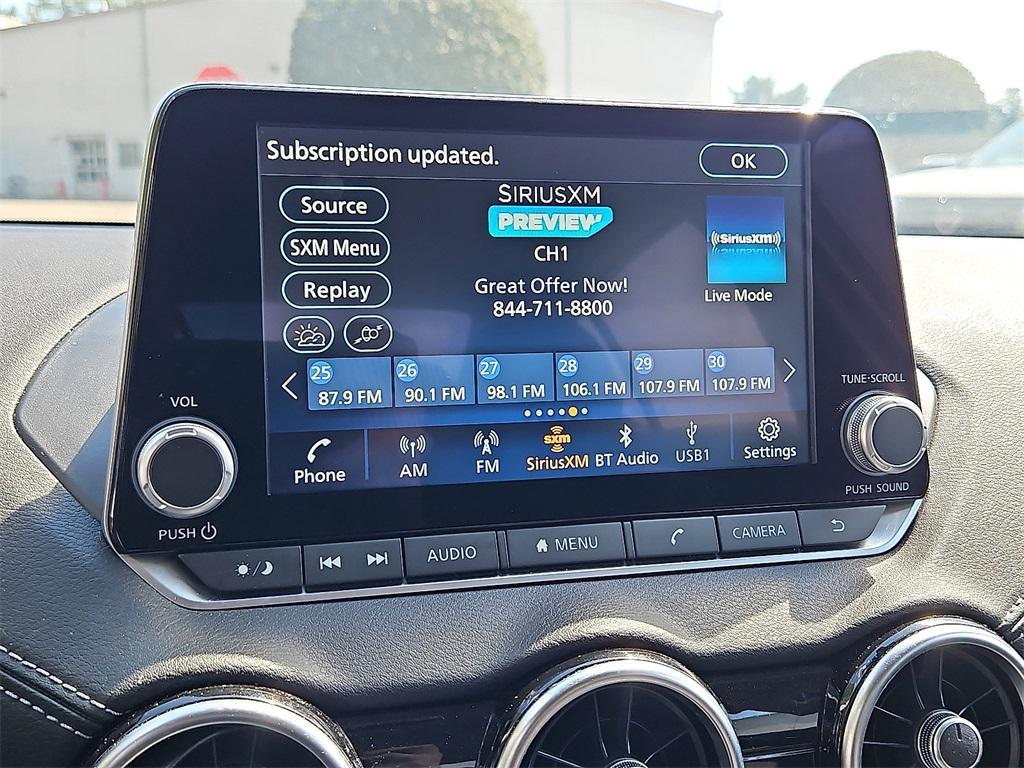 Subscription updated.
OK
Source
SXM Menu
Replay
SIRIUSXM
PREVIEW
CH1
Great Offer Now!
844-711-8800
((SiriusXM))
Live Mode
25
87.9 FM
26
90.1 FM
27
98.1 FM
28
106.1 FM
29
107.9 FM
30
107.9 FM
Phone
AM
FM
sxm
SiriusXM
BT Audio
USB1
Settings
VOL
PUSH
TUNE·SCROLL
PUSH SOUND
AUDIO
MENU
CAMERA